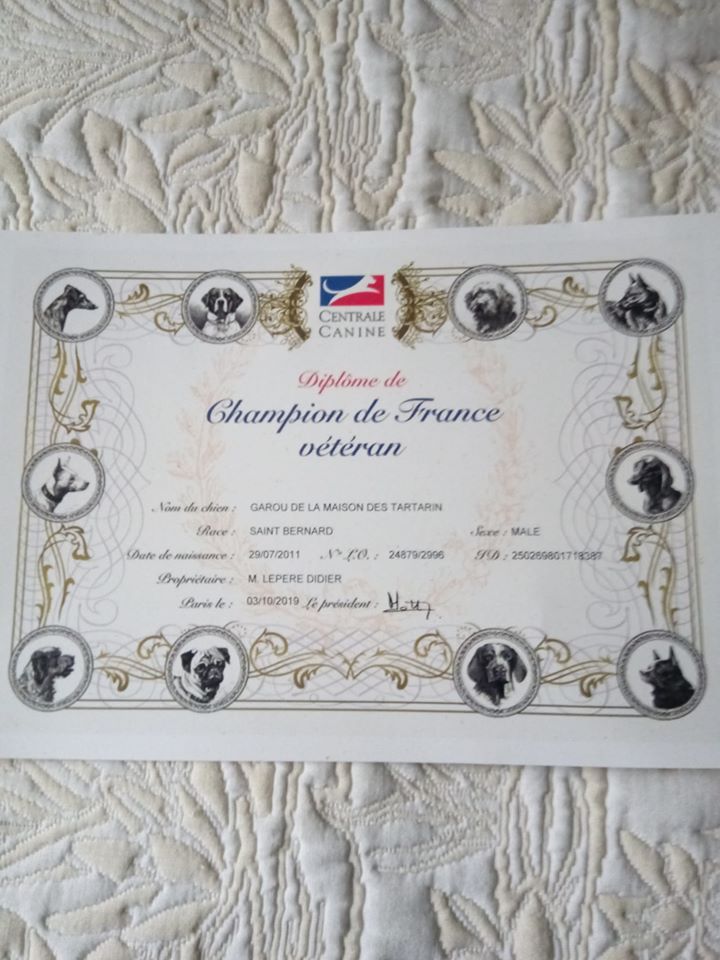 CENTRALE
CANINE
Diplôme de
Champion de France
vétéran
Nom du chien : GAROU DE LA MAISON DES TARTARIN
Race : SAINT BERNARD Sexe : MALE
Date de naissance : 29/07/2011 N° L.O. : 24879/2996 ID : 250269801718387
Propriétaire : M. LEPERE DIDIER
Paris le : 03/10/2019 Le président :